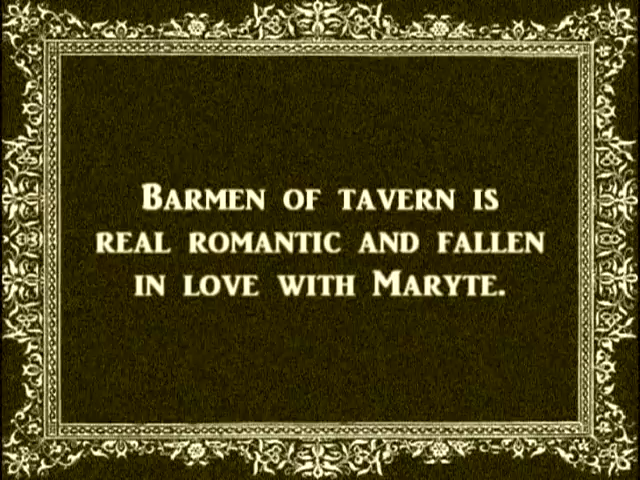 Barmen of tavern is
real romantic and fallen
in love with Maryte.